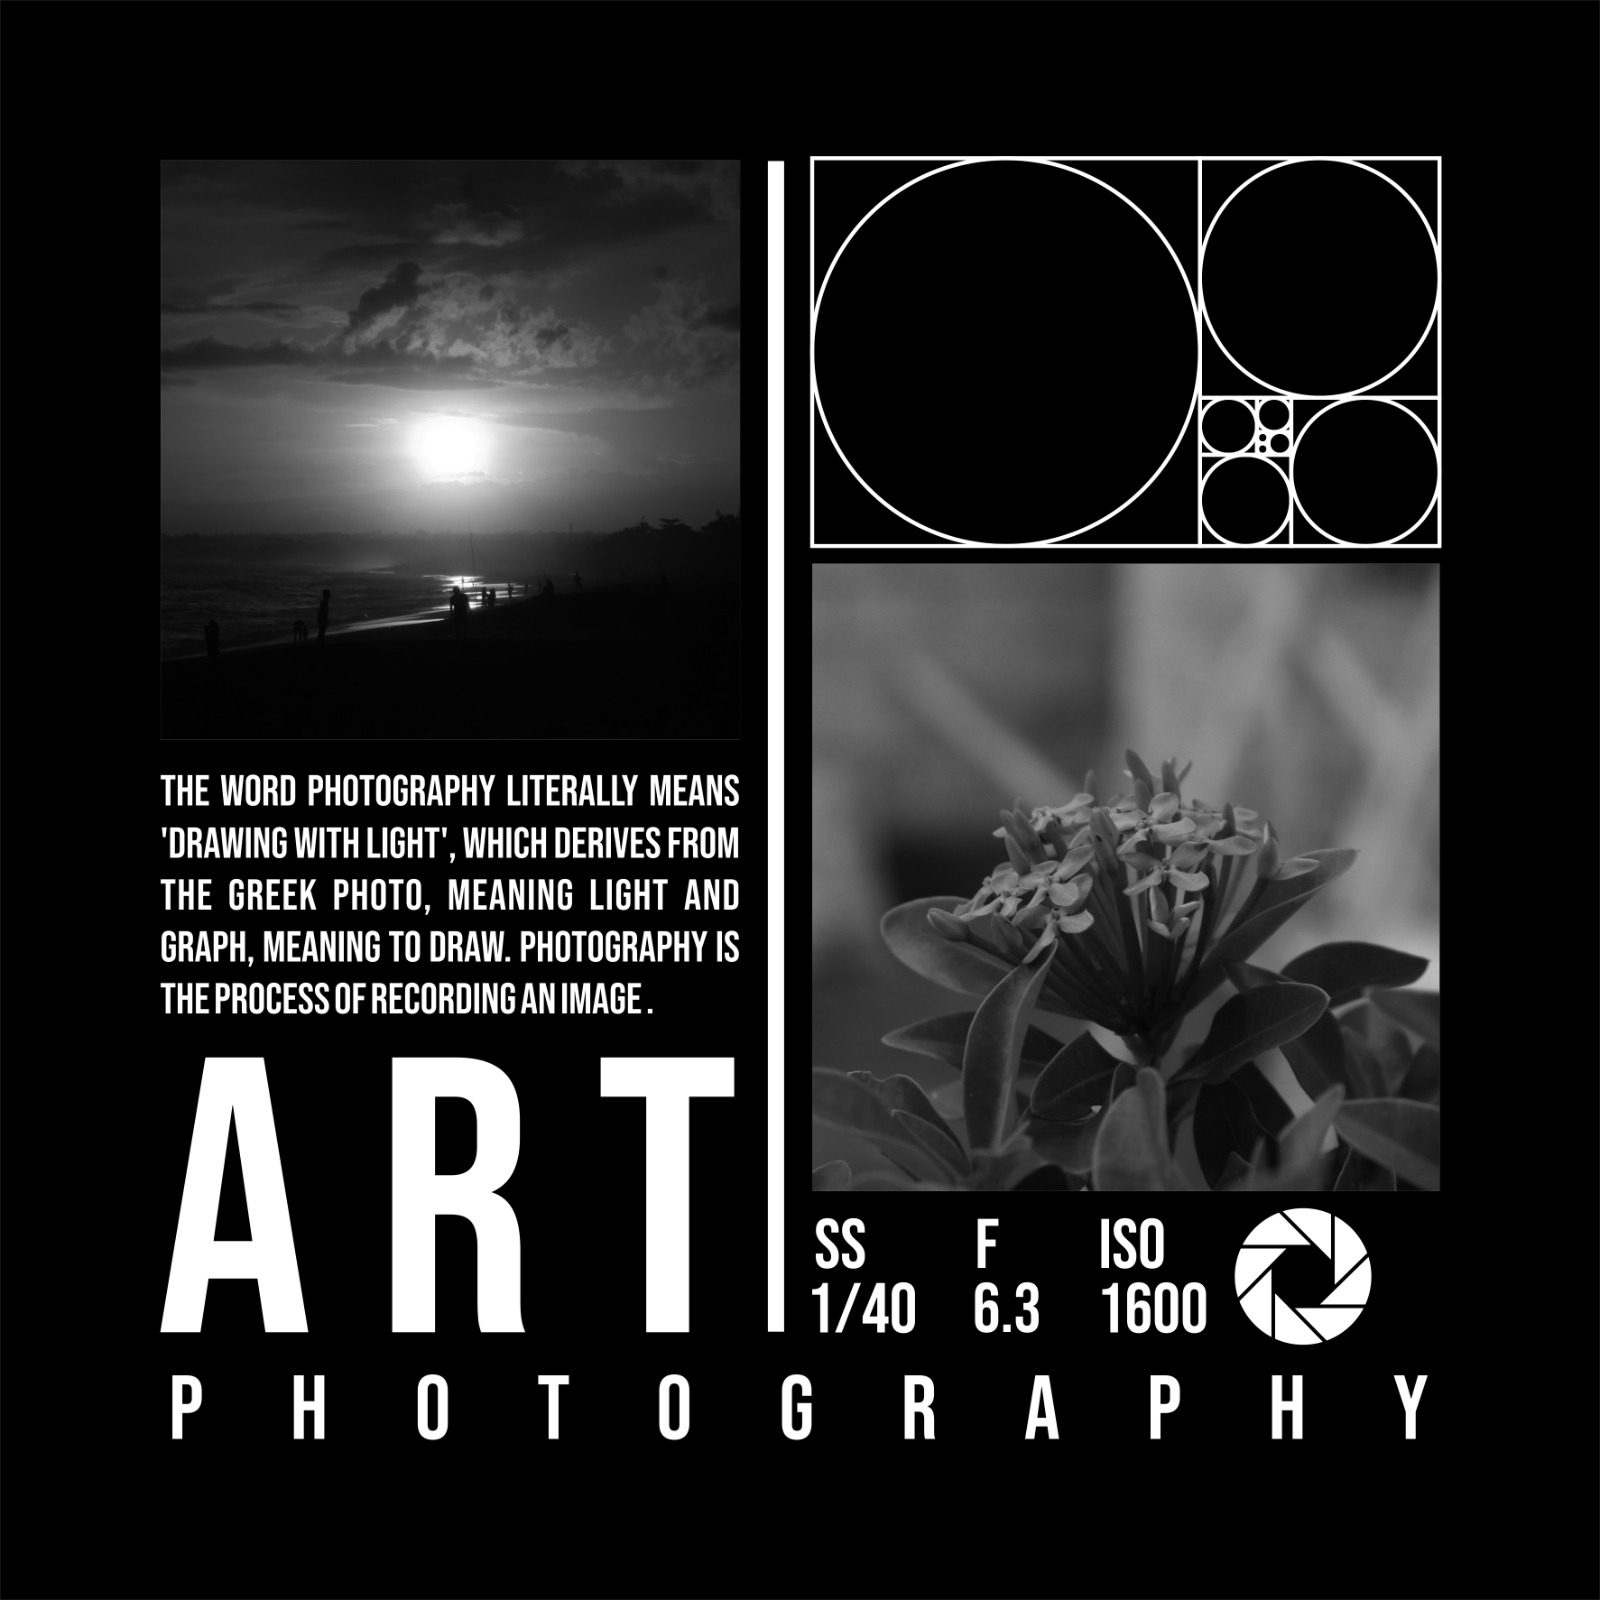 THE WORD PHOTOGRAPHY LITERALLY MEANS
'DRAWING WITH LIGHT', WHICH DERIVES FROM
THE GREEK PHOTO, MEANING LIGHT AND
GRAPH, MEANING TO DRAW. PHOTOGRAPHY IS
THE PROCESS OF RECORDING AN IMAGE .
ART
SS F ISO
1/40 6.3 1600
PHOTOGRAPHY